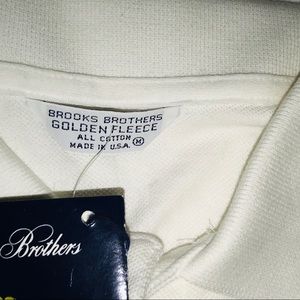 BROOKS BROTHERS
GOLDEN FLEECE
ALL COTTON
MADE IN U.S.A. M
Brothers